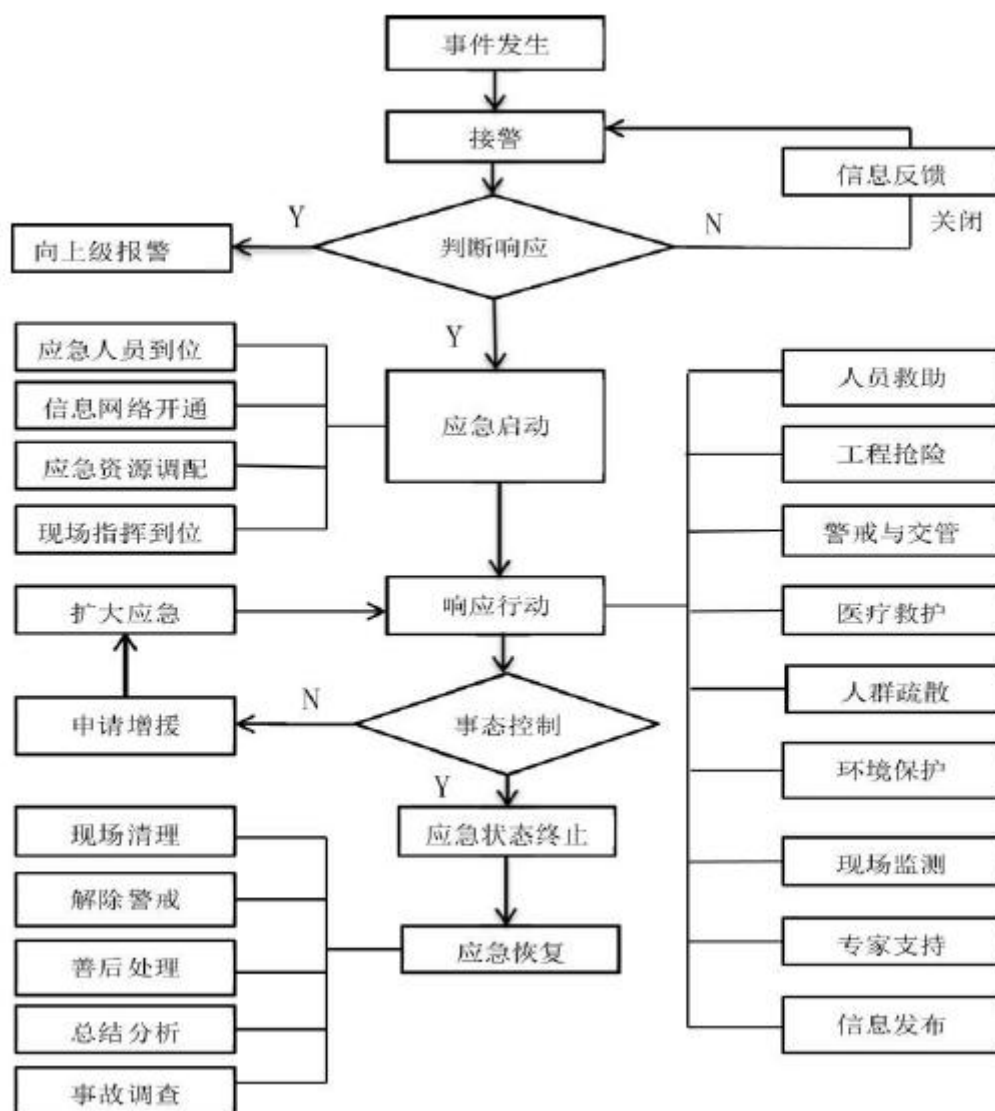 事件发生
接警
信息反馈
关闭
Y
N
判断响应
向上级报警
Y
应急人员到位
信息网络开通
应急资源调配
现场指挥到位
应急启动
人员救助
工程抢险
警戒与交管
医疗救护
人群疏散
环境保护
现场监测
专家支持
信息发布
响应行动
扩大应急
申请增援
N
事态控制
Y
应急状态终止
应急恢复
现场清理
解除警戒
善后处理
总结分析
事故调查